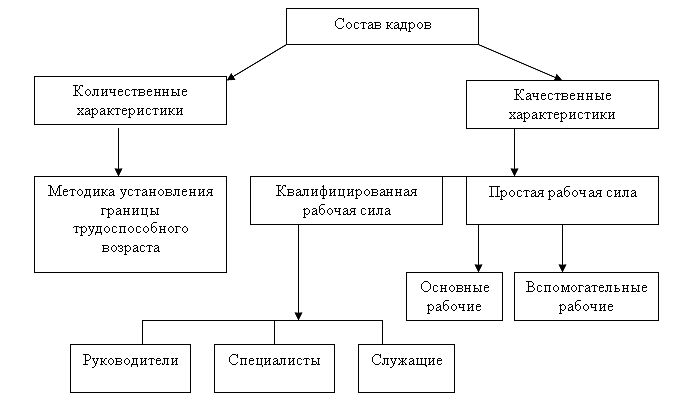 Состав кадров
Количественные
характеристики
Качественные
характеристики
Методика установления
границы
трудоспособного
возраста
Квалифицированная
рабочая сила
Простая рабочая сила
Основные
рабочие
Вспомогательные
рабочие
Руководители
Специалисты
Служащие